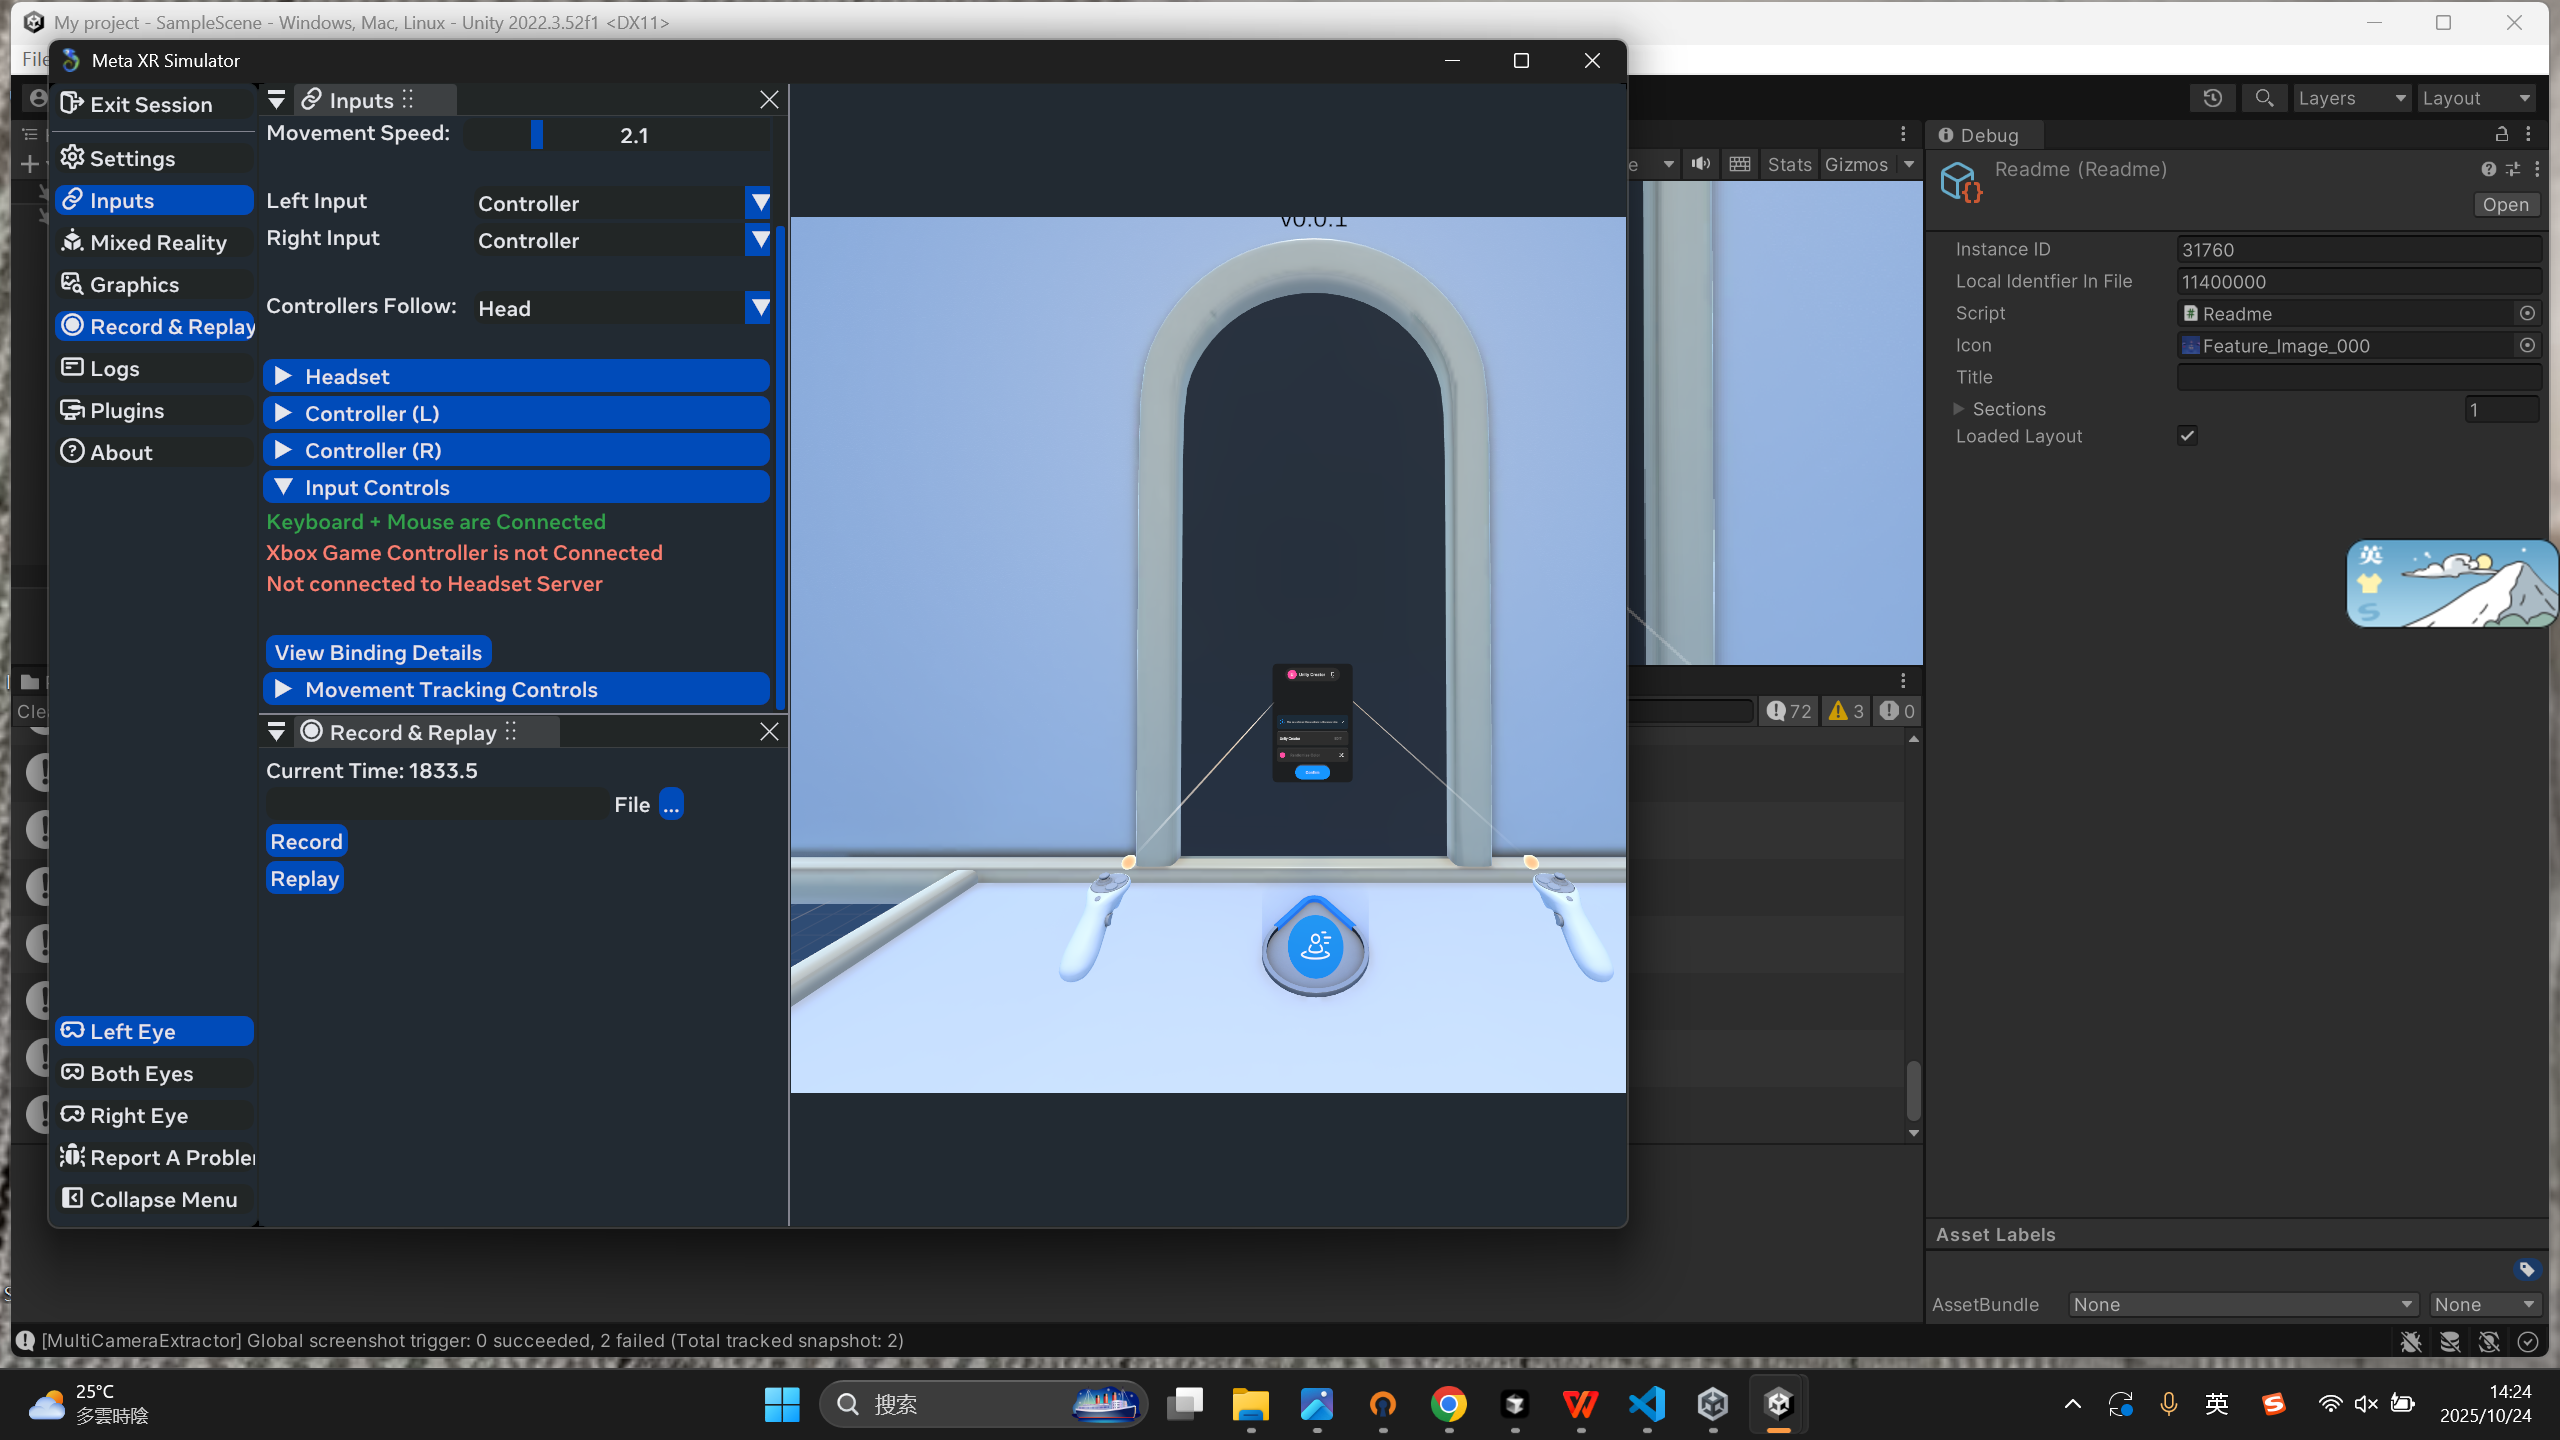 My project - SampleScene - Windows, Mac, Linux - Unity 2022.3.52f1 <DX11>
File
Meta XR Simulator
Layers
Layout
Exit Session
Settings
Inputs
Mixed Reality
Graphics
Record & Replay
Logs
Plugins
About
Left Eye
Both Eyes
Right Eye
Report A Proble
Collapse Menu
Inputs
Movement Speed: 2.1
Left Input Controller
Right Input Controller
Controllers Follow: Head
Headset
Controller (L)
Controller (R)
Input Controls
Keyboard + Mouse are Connected
Xbox Game Controller is not Connected
Not connected to Headset Server
View Binding Details
Movement Tracking Controls
Record & Replay
Current Time: 1833.5
File ...
Record
Replay
v0.0.1
Unity Creator
Unity Creator
Stats
Gizmos
Cle
72
3
0
Debug
Readme (Readme)
Open
Instance ID 31760
Local Identfier In File 11400000
Script Readme
Icon Feature_Image_000
Title
Sections 1
Loaded Layout
英
Asset Labels
AssetBundle None None
[MultiCameraExtractor] Global screenshot trigger: 0 succeeded, 2 failed (Total tracked snapshot: 2)
25°C
多雲時陰
搜索
英
14:24
2025/10/24